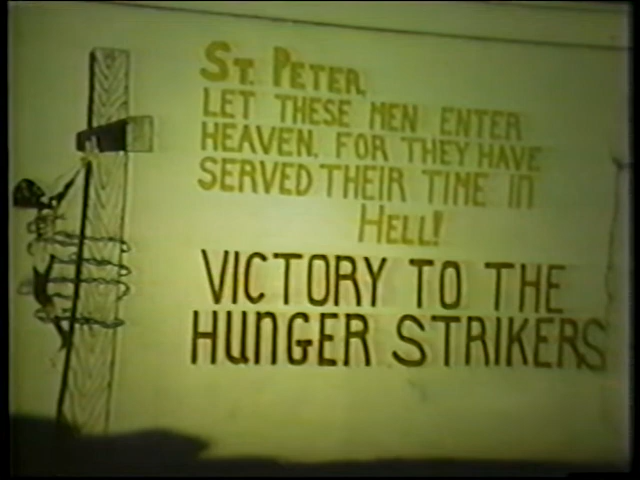 ST. PETER,
LET THESE MEN ENTER
HEAVEN. FOR THEY HAVE
SERVED THEIR TIME IN
HELL!
VICTORY TO THE
HUNGER STRIKERS